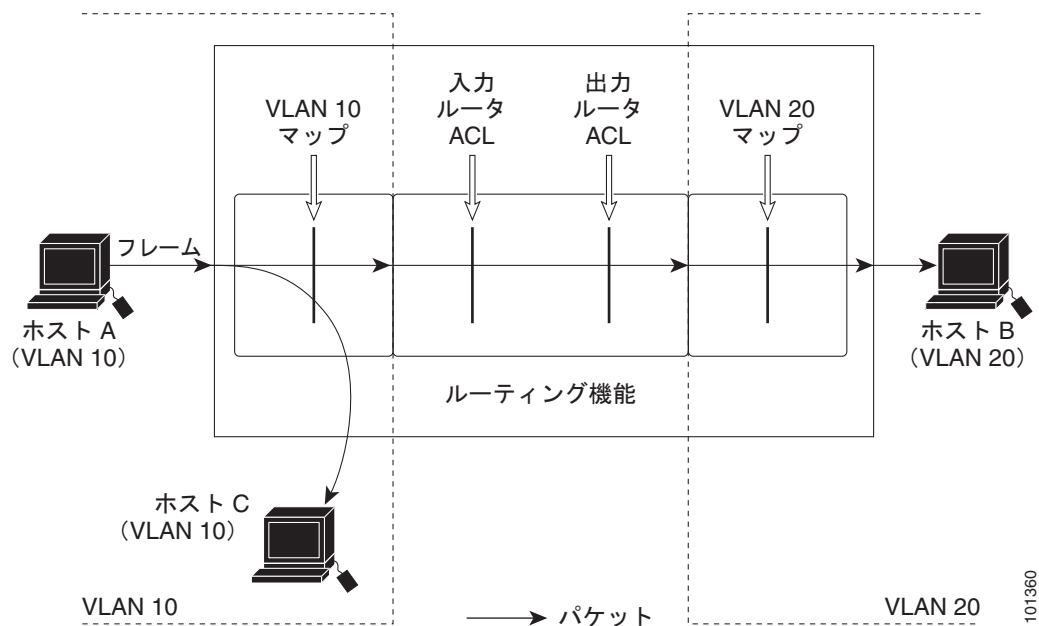 VLAN 10
マップ
入力
ルータ
ACL
出力
ルータ
ACL
VLAN 20
マップ
フレーム
ホスト A
（VLAN 10）
ホスト B
（VLAN 20）
ルーティング機能
ホスト C
（VLAN 10）
VLAN 10
パケット
VLAN 20
101360